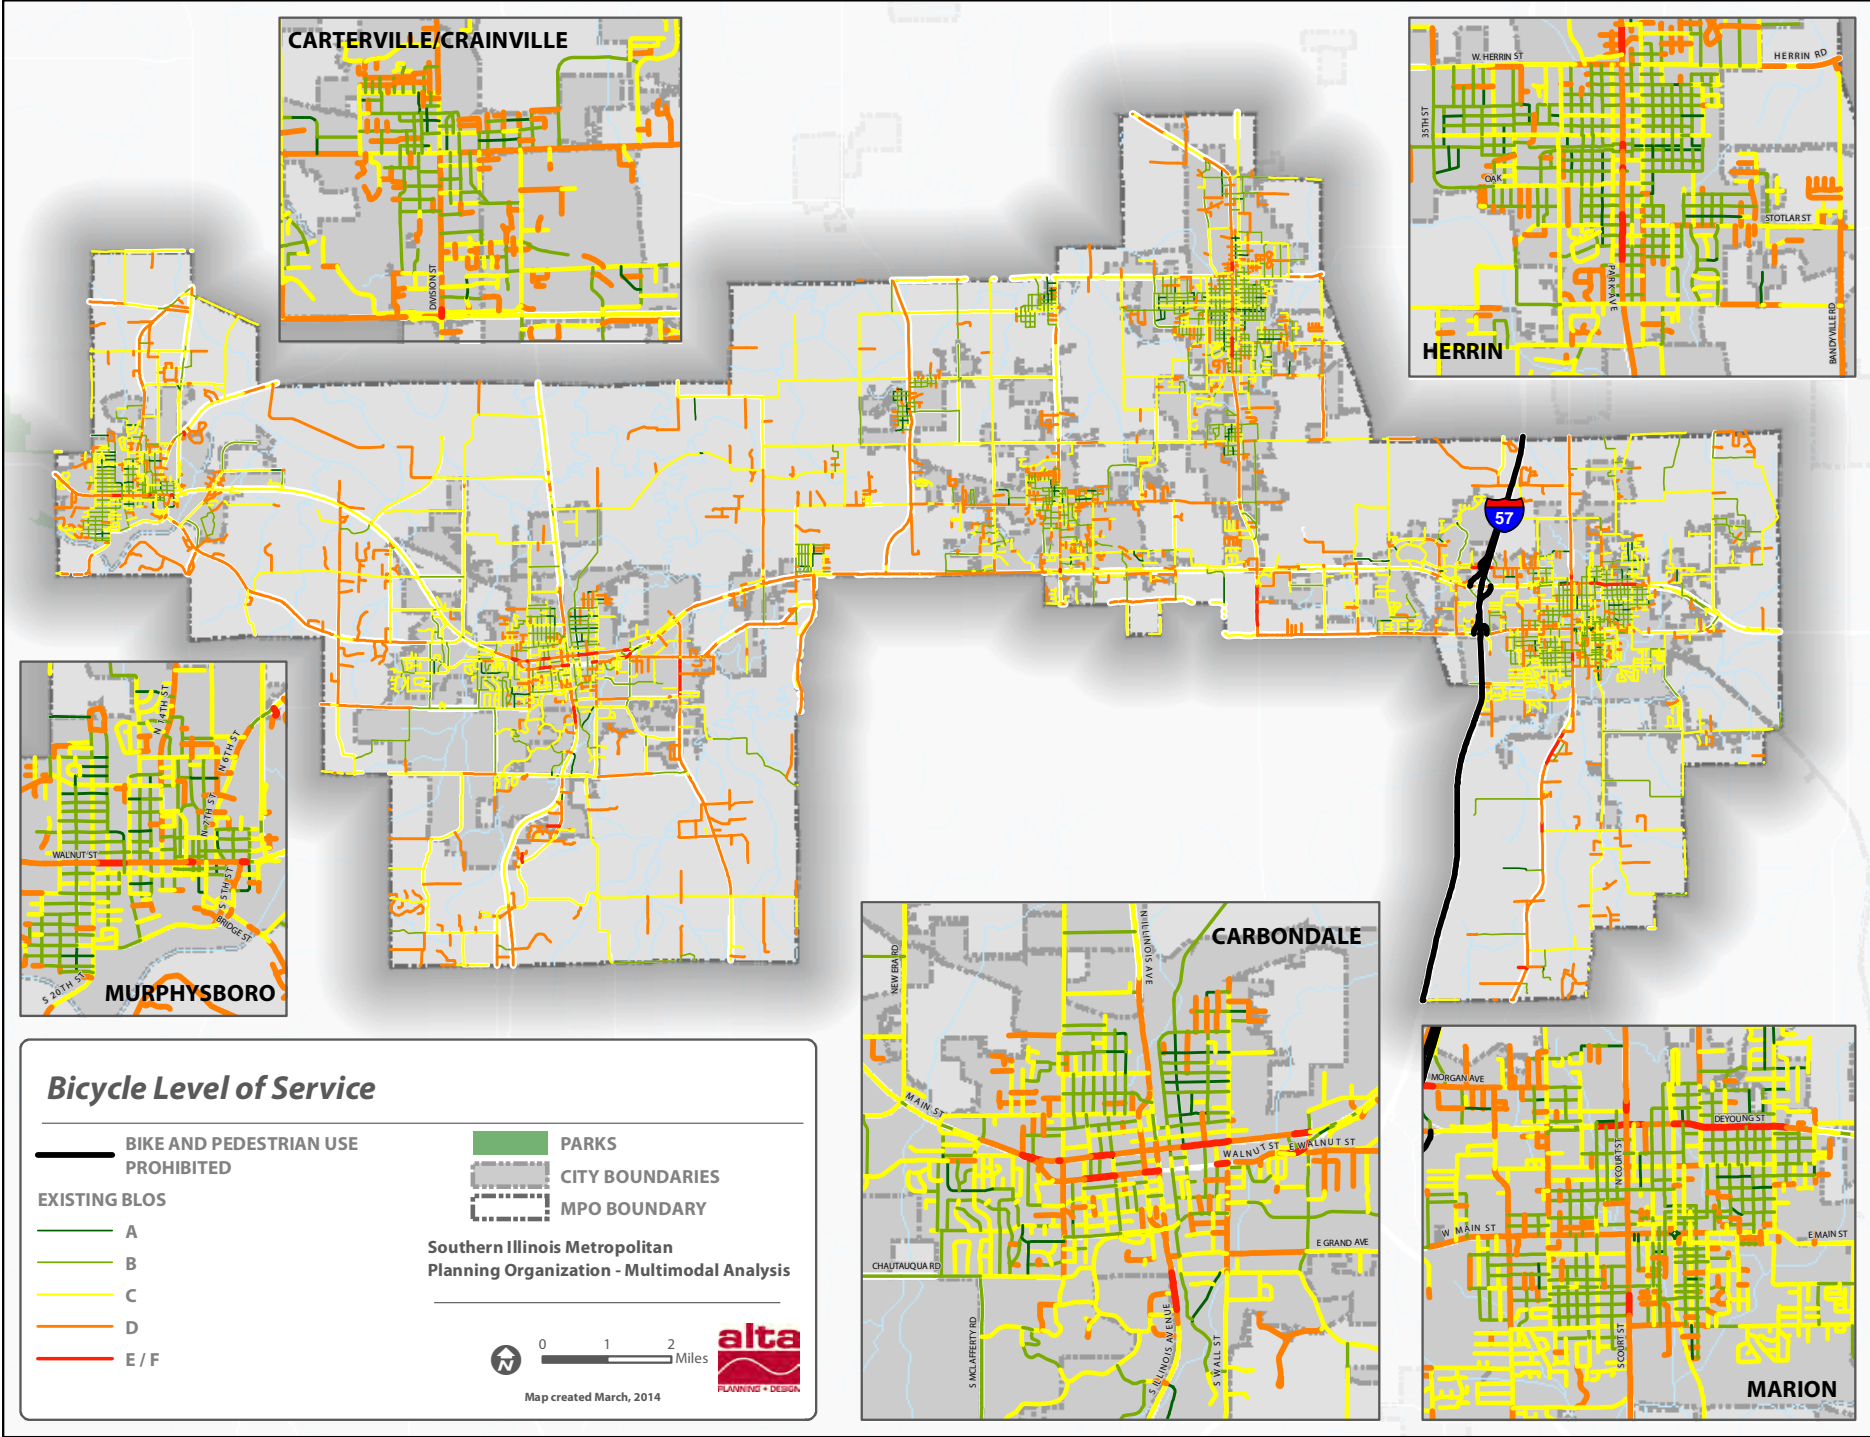 CARTERVILLE/CRAINVILLE
DIVISION ST
W. HERRIN ST
HERRIN RD
35TH ST
OAK
STOTLAR ST
PARK AVE
BANDYVILLE RD
HERRIN
57
N 14TH ST
N 6TH ST
N 7TH ST
WALNUT ST
S 5TH ST
BRIDGE ST
S 20TH ST
MURPHYSBORO
CARBONDALE
N ILLINOIS AVE
NEW ERA RD
MAIN ST
WALNUT ST
E WALNUT ST
E GRAND AVE
CHAUTAUQUA RD
S MCLAFFERTY RD
S ILLINOIS AVENUE
S WALL ST
MORGAN AVE
DEYOUNG ST
N COURT ST
W MAIN ST
E MAIN ST
S COURT ST
MARION
Bicycle Level of Service
BIKE AND PEDESTRIAN USE
PROHIBITED
EXISTING BLOS
A
B
C
D
E / F
PARKS
CITY BOUNDARIES
MPO BOUNDARY
Southern Illinois Metropolitan
Planning Organization - Multimodal Analysis
N
0 1 2
Miles
Map created March, 2014
alta
PLANNING + DESIGN